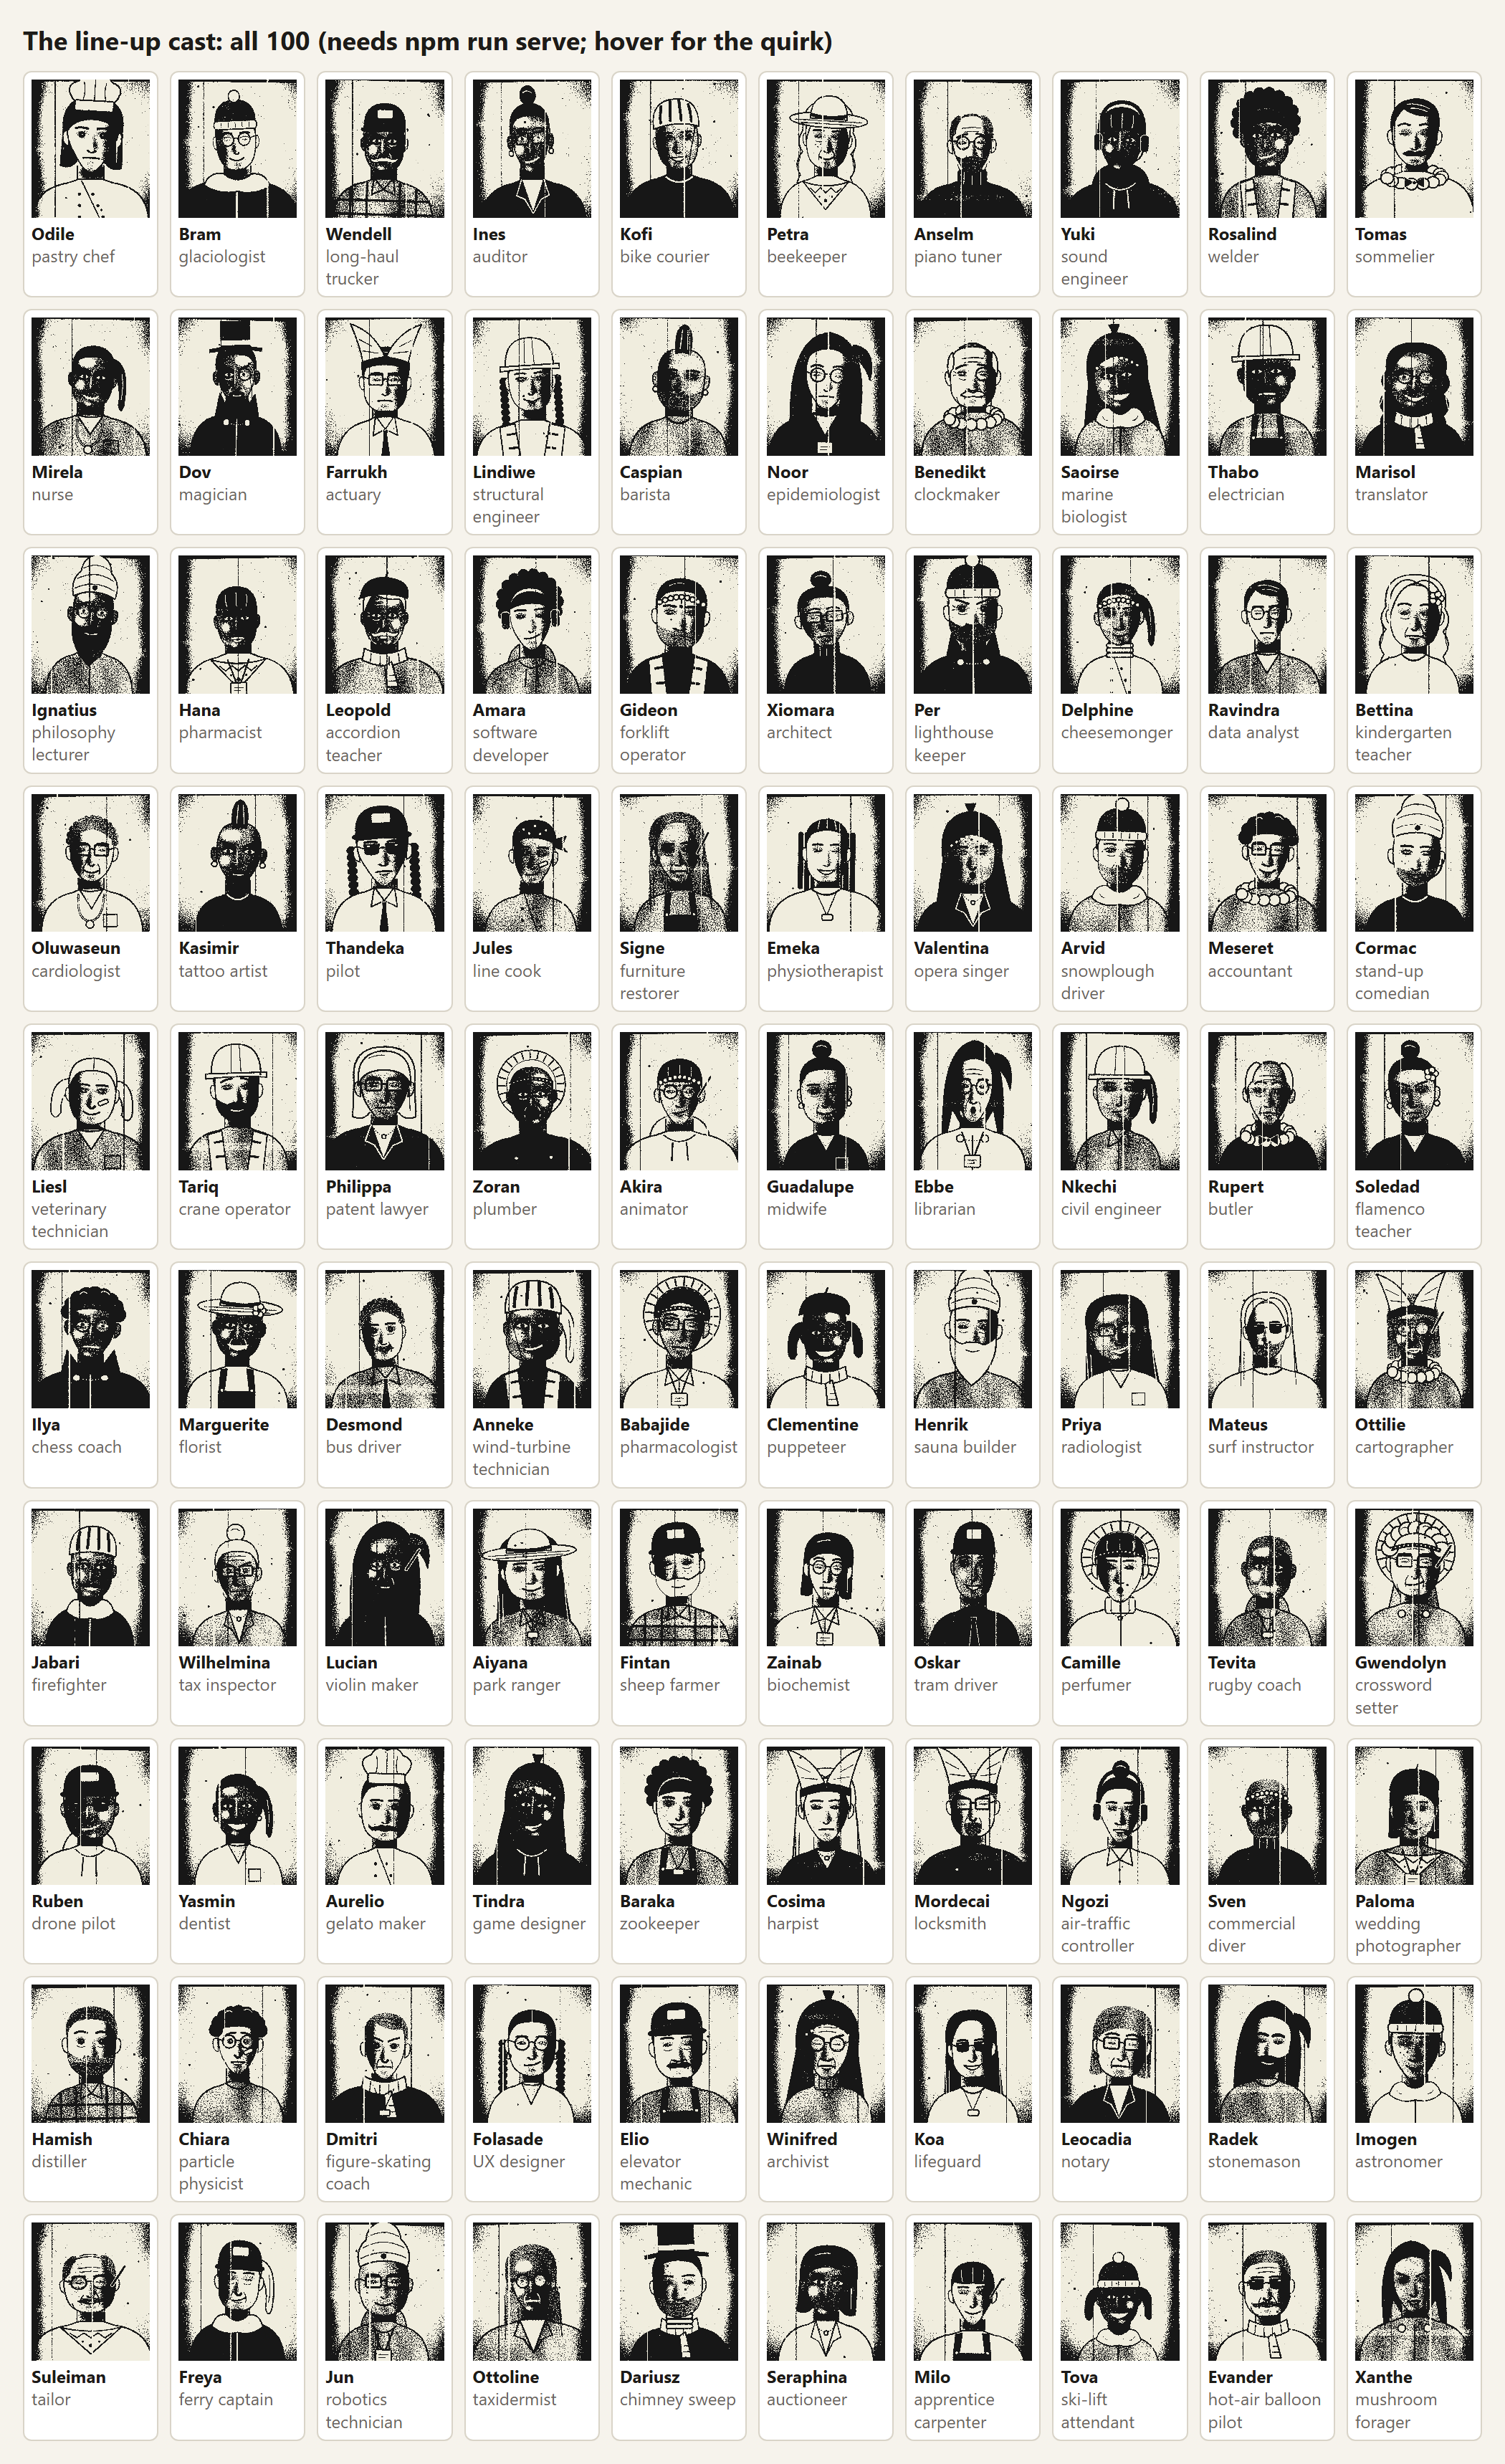 The line-up cast: all 100 (needs npm run serve; hover for the quirk)
Odile
pastry chef
Bram
glaciologist
Wendell
long-haul
trucker
Ines
auditor
Kofi
bike courier
Petra
beekeeper
Anselm
piano tuner
Yuki
sound
engineer
Rosalind
welder
Tomas
sommelier
Mirela
nurse
Dov
magician
Farrukh
actuary
Lindiwe
structural
engineer
Caspian
barista
Noor
epidemiologist
Benedikt
clockmaker
Saoirse
marine
biologist
Thabo
electrician
Marisol
translator
Ignatius
philosophy
lecturer
Hana
pharmacist
Leopold
accordion
teacher
Amara
software
developer
Gideon
forklift
operator
Xiomara
architect
Per
lighthouse
keeper
Delphine
cheesemonger
Ravindra
data analyst
Bettina
kindergarten
teacher
Oluwaseun
cardiologist
Kasimir
tattoo artist
Thandeka
pilot
Jules
line cook
Signe
furniture
restorer
Emeka
physiotherapist
Valentina
opera singer
Arvid
snowplough
driver
Meseret
accountant
Cormac
stand-up
comedian
Liesl
veterinary
technician
Tariq
crane operator
Philippa
patent lawyer
Zoran
plumber
Akira
animator
Guadalupe
midwife
Ebbe
librarian
Nkechi
civil engineer
Rupert
butler
Soledad
flamenco
teacher
Ilya
chess coach
Marguerite
florist
Desmond
bus driver
Anneke
wind-turbine
technician
Babajide
pharmacologist
Clementine
puppeteer
Henrik
sauna builder
Priya
radiologist
Mateus
surf instructor
Ottilie
cartographer
Jabari
firefighter
Wilhelmina
tax inspector
Lucian
violin maker
Aiyana
park ranger
Fintan
sheep farmer
Zainab
biochemist
Oskar
tram driver
Camille
perfumer
Tevita
rugby coach
Gwendolyn
crossword
setter
Ruben
drone pilot
Yasmin
dentist
Aurelio
gelato maker
Tindra
game designer
Baraka
zookeeper
Cosima
harpist
Mordecai
locksmith
Ngozi
air-traffic
controller
Sven
commercial
diver
Paloma
wedding
photographer
Hamish
distiller
Chiara
particle
physicist
Dmitri
figure-skating
coach
Folasade
UX designer
Elio
elevator
mechanic
Winifred
archivist
Koa
lifeguard
Leocadia
notary
Radek
stonemason
Imogen
astronomer
Suleiman
tailor
Freya
ferry captain
Jun
robotics
technician
Ottoline
taxidermist
Dariusz
chimney sweep
Seraphina
auctioneer
Milo
apprentice
carpenter
Tova
ski-lift
attendant
Evander
hot-air balloon
pilot
Xanthe
mushroom
forager